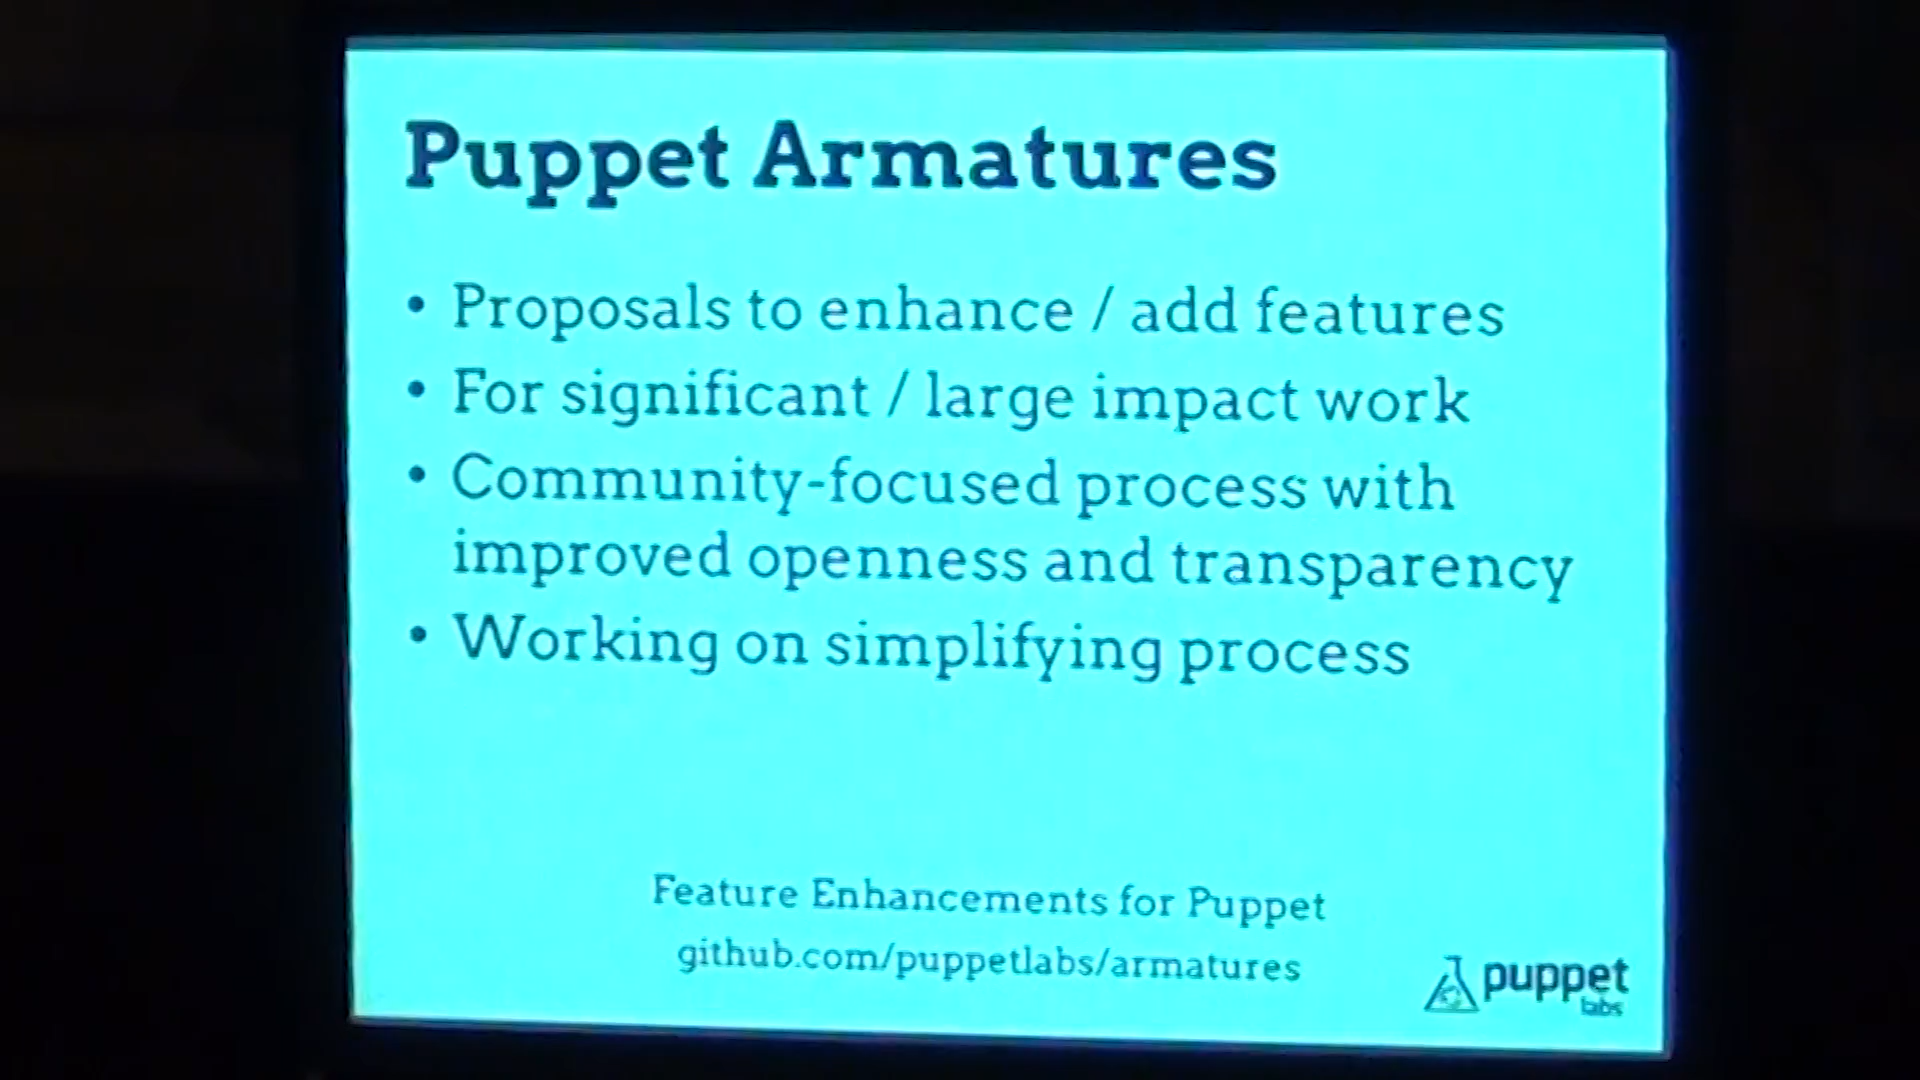 Puppet Armatures
• Proposals to enhance / add features
• For significant / large impact work
• Community-focused process with
improved openness and transparency
• Working on simplifying process
Feature Enhancements for Puppet
github.com/puppetlabs/armatures
puppet
labs